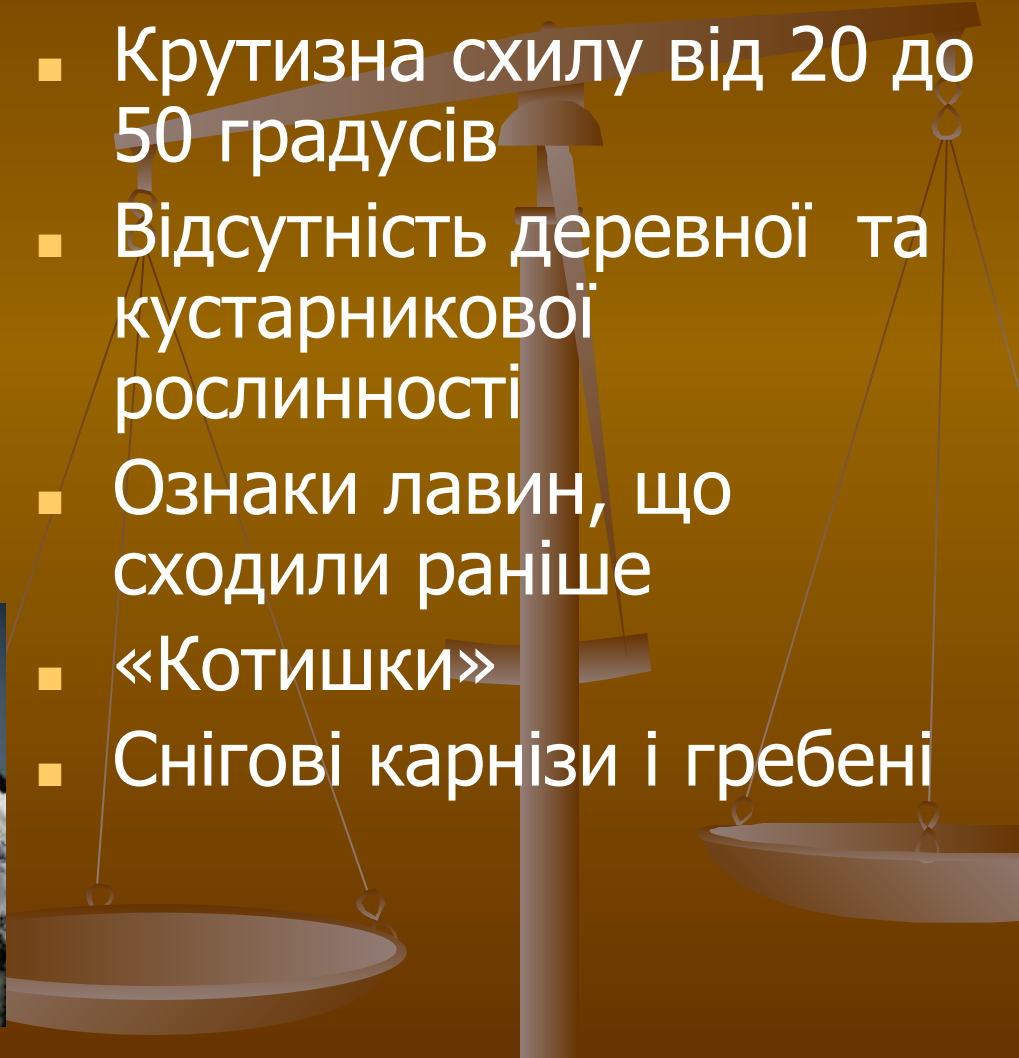 Крутизна схилу від 20 до
50 градусів
Відсутність деревної та
кустарникової
рослинності
Ознаки лавин, що
сходили раніше
«Котишки»
Снігові карнізи і гребені